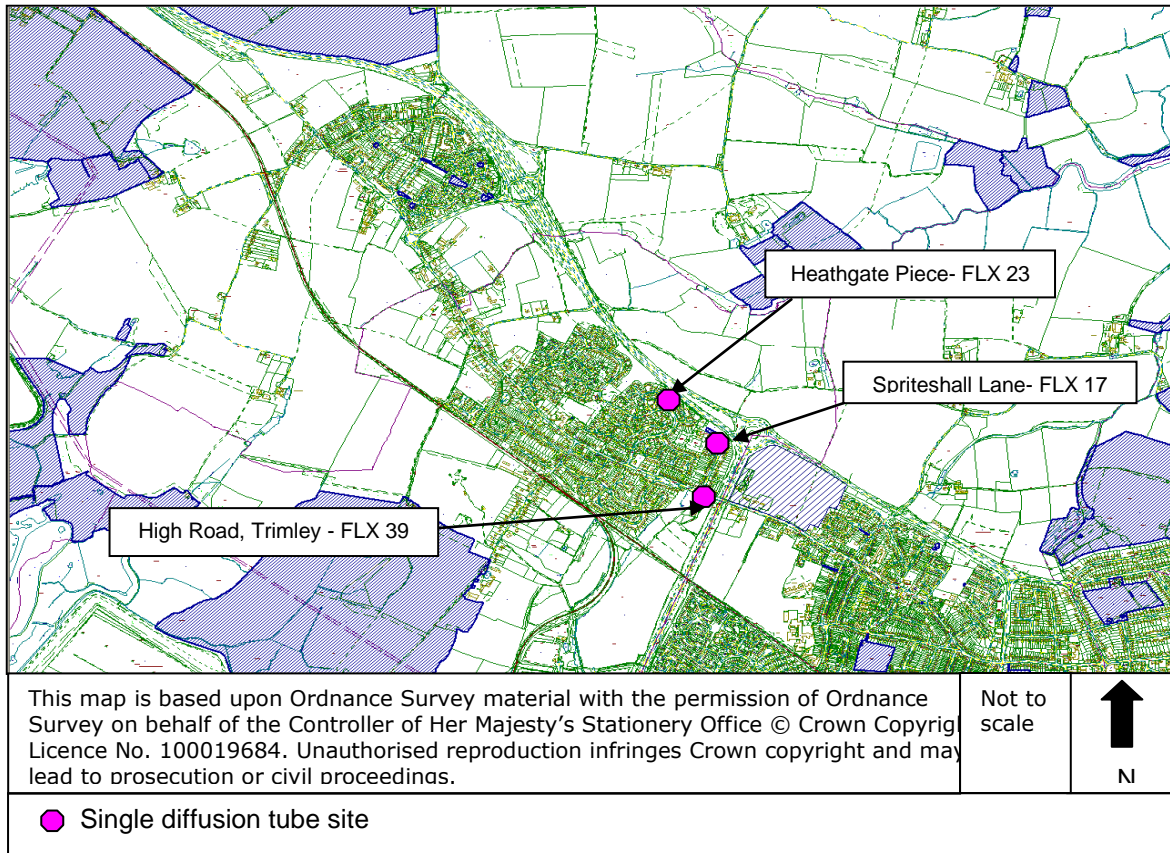 Heathgate Piece- FLX 23
Spriteshall Lane- FLX 17
High Road, Trimley - FLX 39
This map is based upon Ordnance Survey material with the permission of Ordnance
Survey on behalf of the Controller of Her Majesty's Stationery Office © Crown Copyrigh
Licence No. 100019684. Unauthorised reproduction infringes Crown copyright and may
lead to prosecution or civil proceedings.
Not to
scale
N
Single diffusion tube site